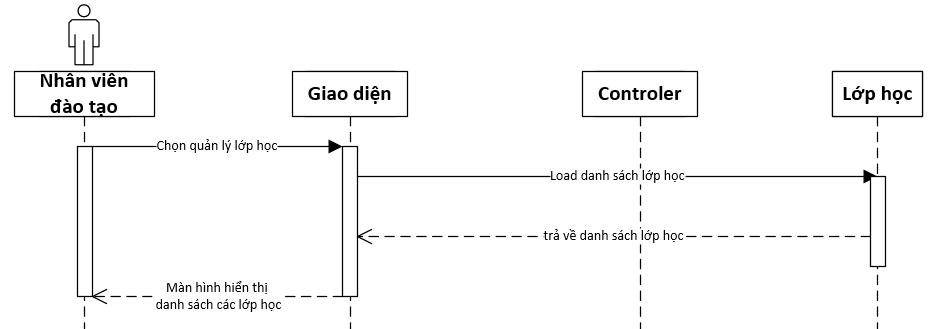 Nhân viên
đào tạo
Giao diện
Controler
Lớp học
Chọn quản lý lớp học
Load danh sách lớp học
trả về danh sách lớp học
Màn hình hiển thị
danh sách các lớp học